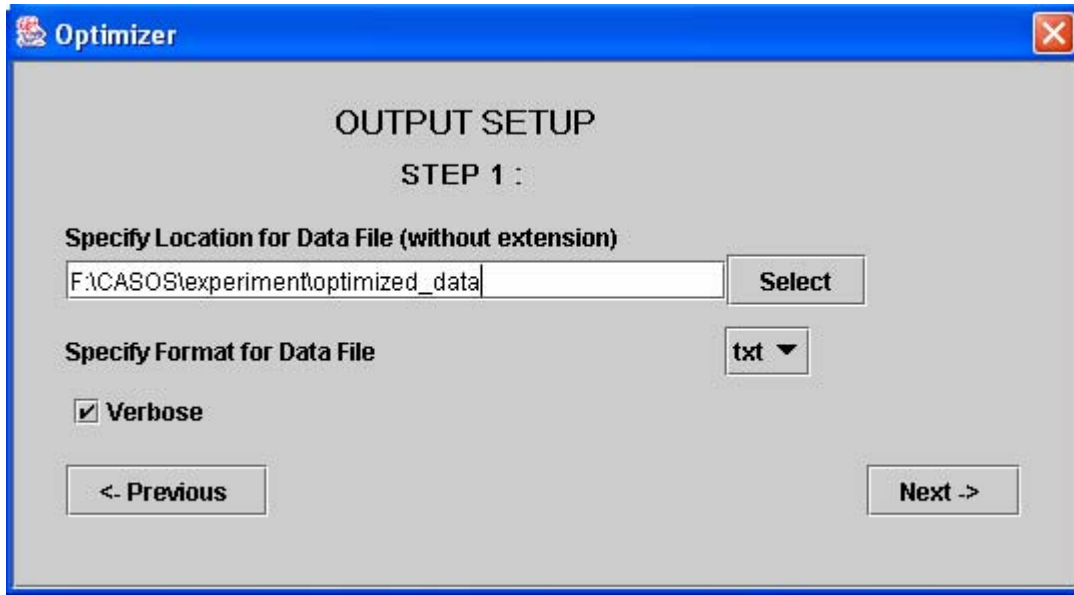 Optimizer
OUTPUT SETUP
STEP 1 :
Specify Location for Data File (without extension)
F:\CASOS\experiment\optimized_data
Select
Specify Format for Data File
txt
Verbose
<- Previous
Next ->